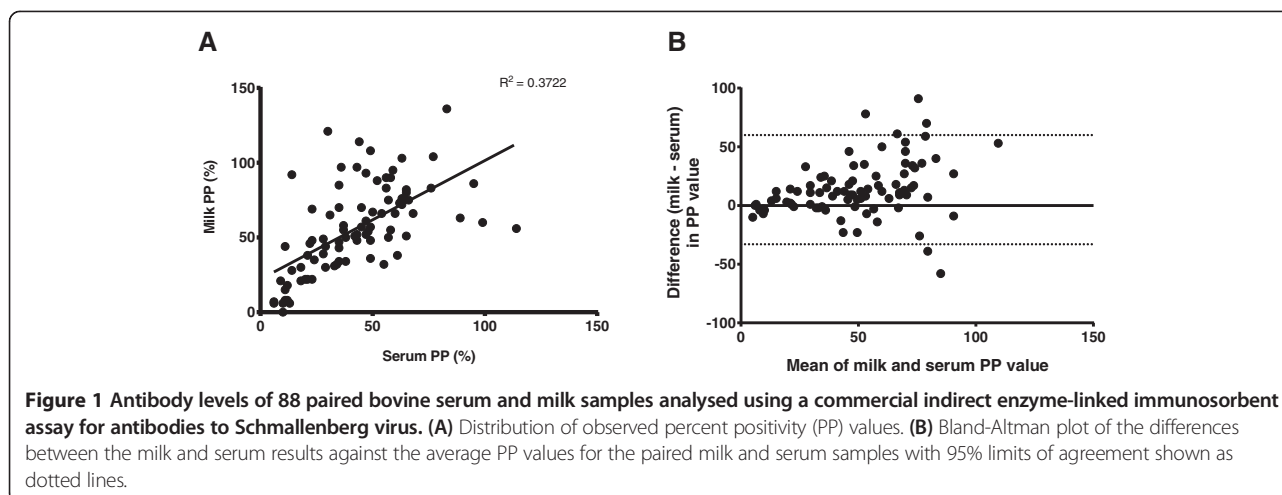 A
R² = 0.3722
150
100
50
0
Milk PP (%)
0
50
100
150
Serum PP (%)
B
100
50
0
-50
-100
Difference (milk - serum)
in PP value
0
50
100
150
Mean of milk and serum PP value
Figure 1 Antibody levels of 88 paired bovine serum and milk samples analysed using a commercial indirect enzyme-linked immunosorbent
assay for antibodies to Schmallenberg virus. (A) Distribution of observed percent positivity (PP) values. (B) Bland-Altman plot of the differences
between the milk and serum results against the average PP values for the paired milk and serum samples with 95% limits of agreement shown as
dotted lines.